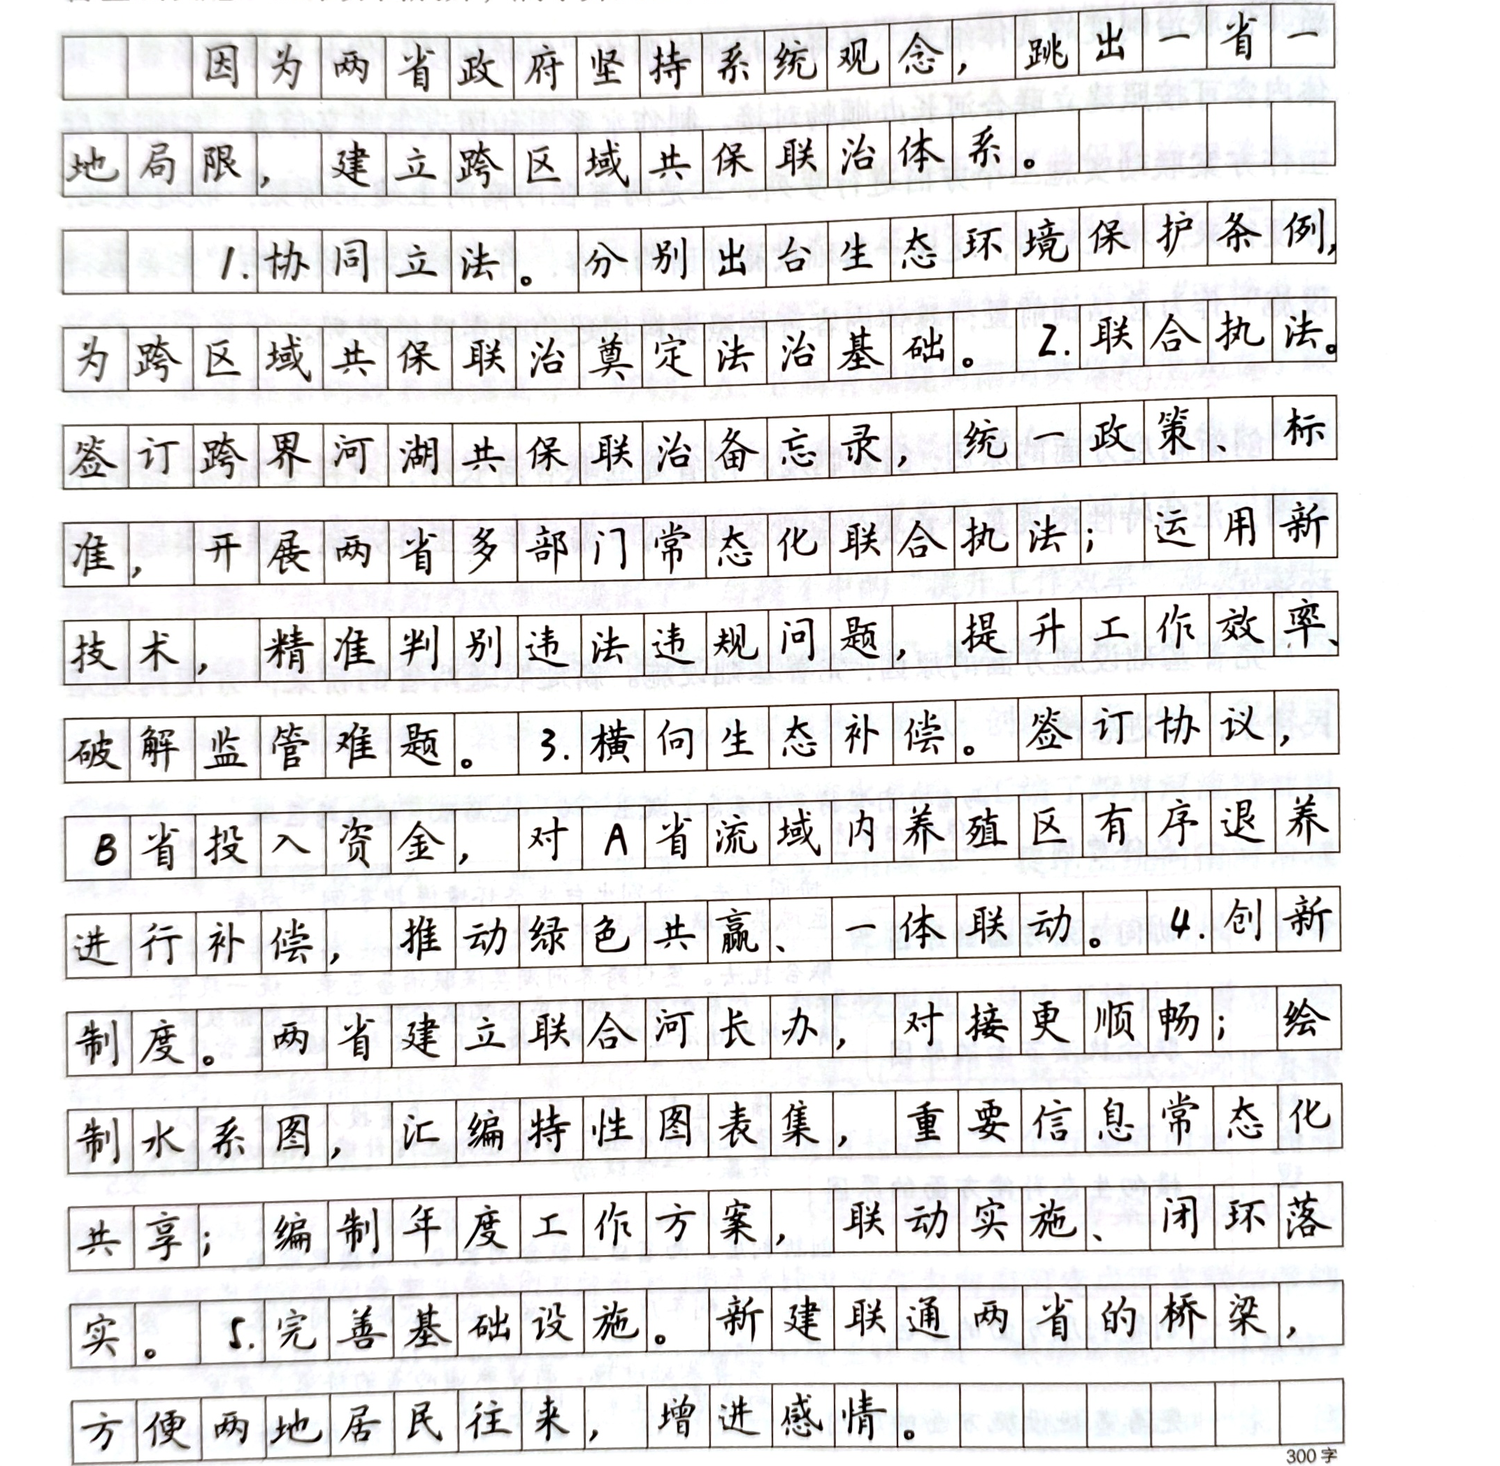 因为两省政府坚持系统观念，跳出一省一
地局限，建立跨区域共保联治体系。
1.协同立法。分别出台生态环境保护条例，
为跨区域共保联治奠定法治基础。2.联合执法。
签订跨界河湖共保联治备忘录，统一政策、标
准，开展两省多部门常态化联合执法；运用新
技术，精准判别违法违规问题，提升工作效率、
破解监管难题。3.横向生态补偿。签订协议，
B省投入资金，对A省流域内养殖区有序退养
进行补偿，推动绿色共赢、一体联动。4.创新
制度。两省建立联合河长办，对接更顺畅；绘
制水系图，汇编特性图表集，重要信息常态化
共享；编制年度工作方案，联动实施、闭环落
实。5.完善基础设施。新建联通两省的桥梁，
方便两地居民往来，增进感情。
300字